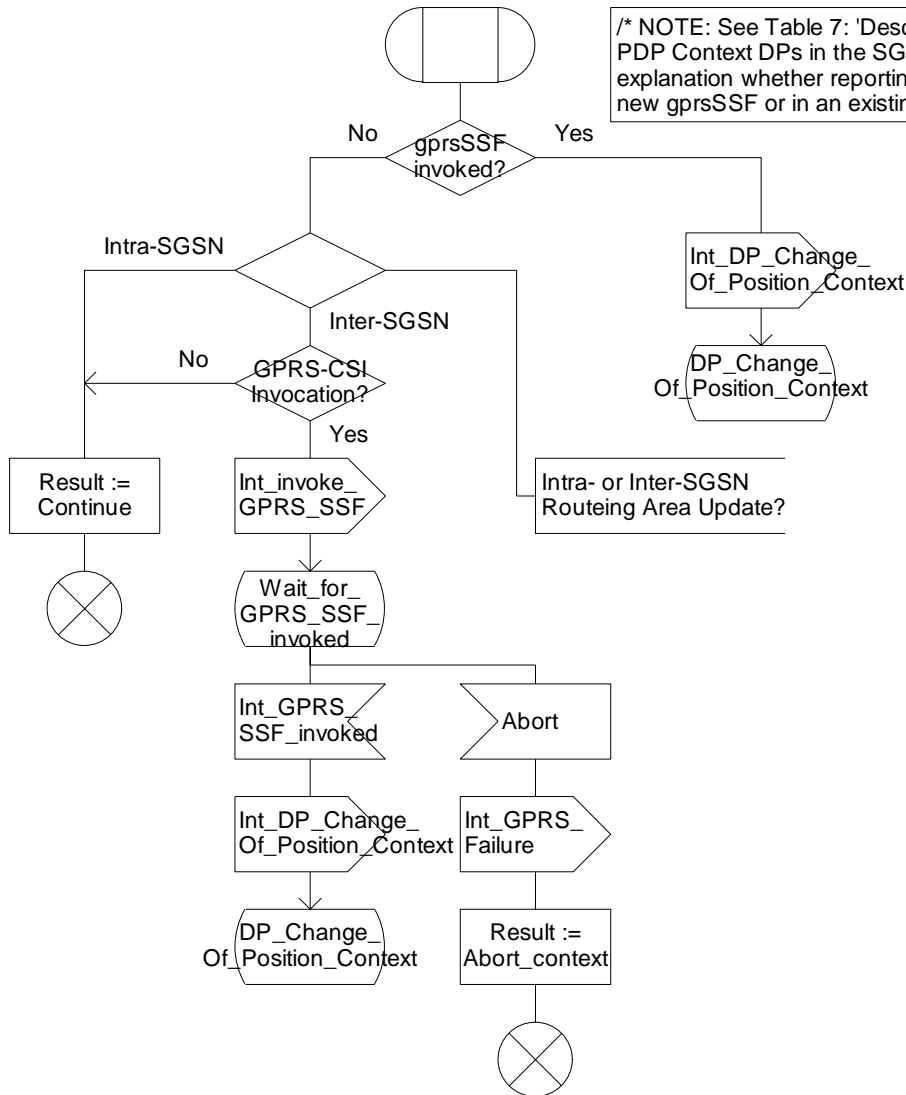 /* NOTE: See Table 7: 'Desc
PDP Context DPs in the SG
explanation whether reportin
new gprsSSF or in an existin
No
gprsSSF
invoked?
Yes
Intra-SGSN
Int_DP_Change_
Of_Position_Context
Inter-SGSN
No
GPRS-CSI
Invocation?
DP_Change_
Of_Position_Context
Yes
Result :=
Continue
Int_invoke_
GPRS_SSF
Intra- or Inter-SGSN
Routeing Area Update?
Wait_for_
GPRS_SSF_
invoked
Int_GPRS_
SSF_invoked
Abort
Int_DP_Change_
Of_Position_Context
Int_GPRS_
Failure
DP_Change_
Of_Position_Context
Result :=
Abort_context